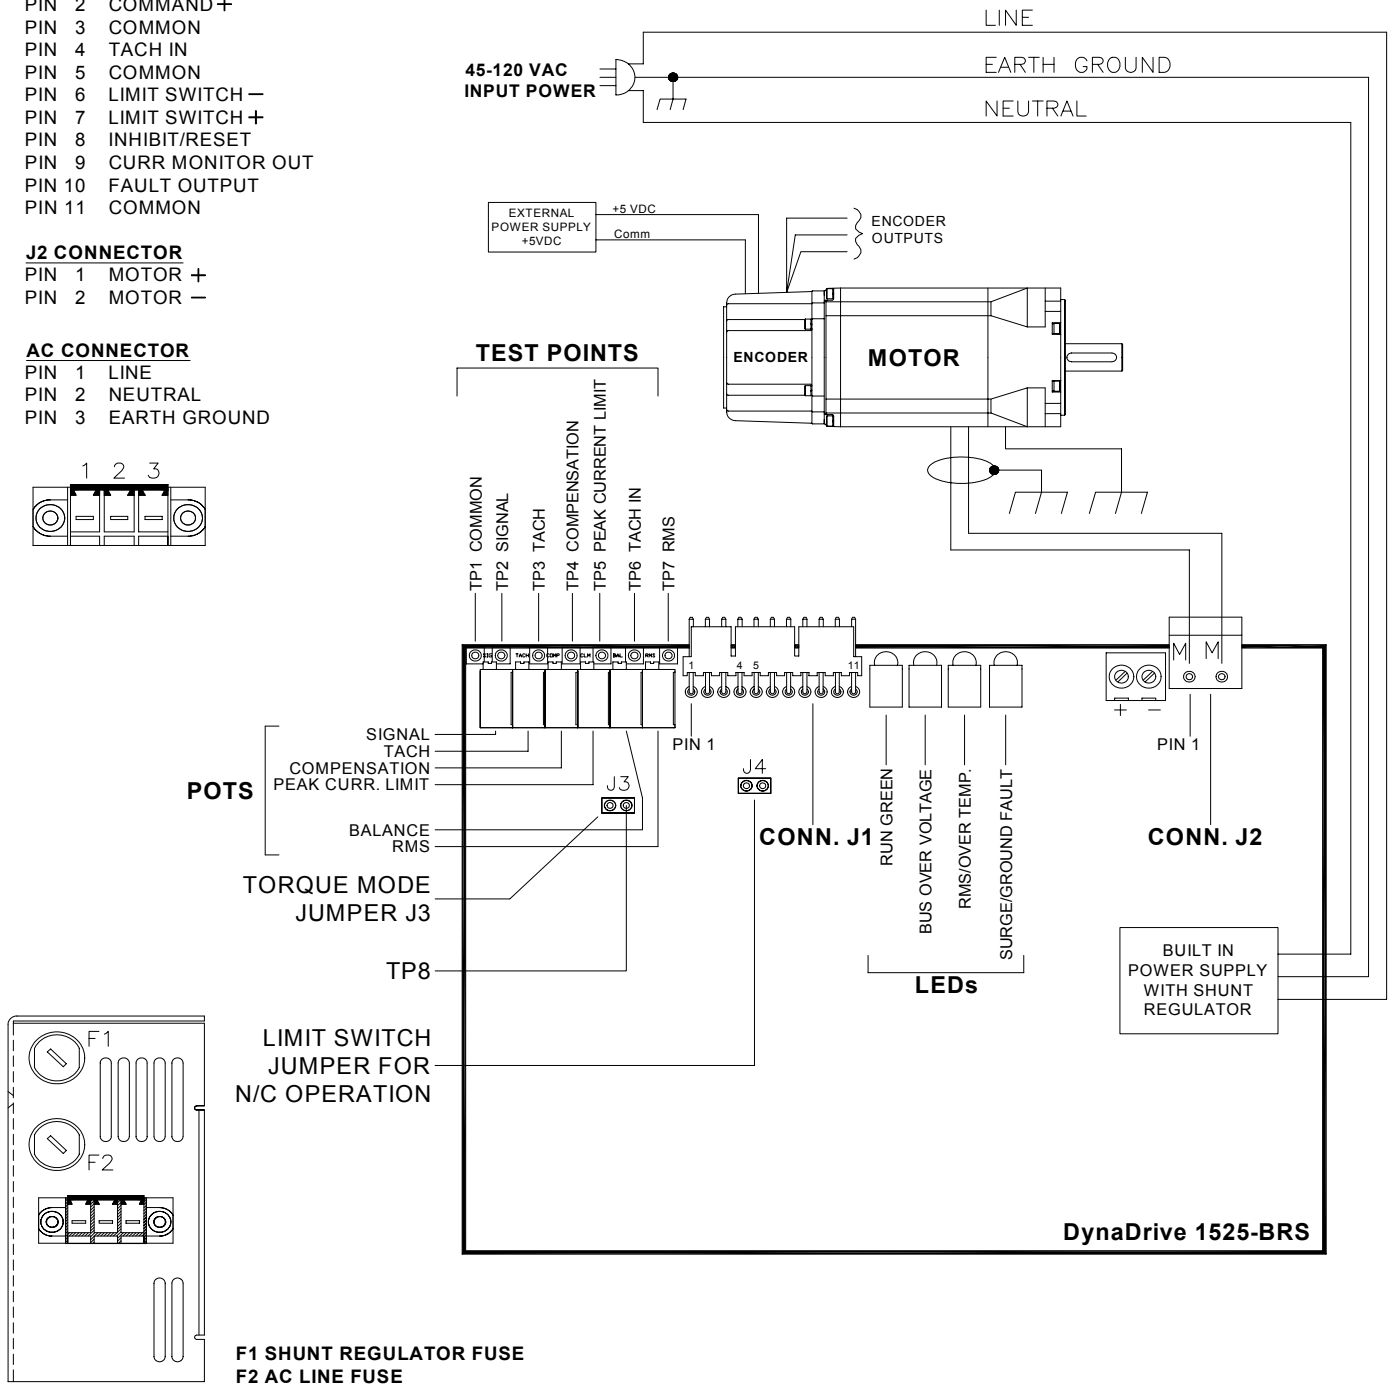 PIN 2 COMMAND +
PIN 3 COMMON
PIN 4 TACH IN
PIN 5 COMMON
PIN 6 LIMIT SWITCH −
PIN 7 LIMIT SWITCH +
PIN 8 INHIBIT/RESET
PIN 9 CURR MONITOR OUT
PIN 10 FAULT OUTPUT
PIN 11 COMMON
J2 CONNECTOR
PIN 1 MOTOR +
PIN 2 MOTOR −
AC CONNECTOR
PIN 1 LINE
PIN 2 NEUTRAL
PIN 3 EARTH GROUND
1 2 3
45-120 VAC
INPUT POWER
LINE
EARTH GROUND
NEUTRAL
EXTERNAL
POWER SUPPLY
+5VDC
+5 VDC
Comm
ENCODER
OUTPUTS
ENCODER
MOTOR
TEST POINTS
TP1 COMMON
TP2 SIGNAL
TP3 TACH
TP4 COMPENSATION
TP5 PEAK CURRENT LIMIT
TP6 TACH IN
TP7 RMS
SIG TACH COMP CLM BAL RMS
1 4 5 11
M M
+ −
PIN 1
PIN 1
POTS
SIGNAL
TACH
COMPENSATION
PEAK CURR. LIMIT
BALANCE
RMS
J3
J4
CONN. J1
RUN GREEN
BUS OVER VOLTAGE
RMS/OVER TEMP.
SURGE/GROUND FAULT
LEDs
CONN. J2
TORQUE MODE
JUMPER J3
TP8
LIMIT SWITCH
JUMPER FOR
N/C OPERATION
BUILT IN
POWER SUPPLY
WITH SHUNT
REGULATOR
DynaDrive 1525-BRS
F1
F2
F1 SHUNT REGULATOR FUSE
F2 AC LINE FUSE